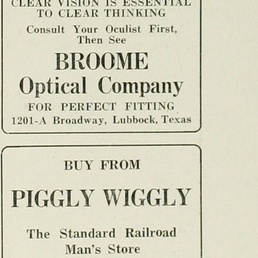 CLEAR VISION IS ESSENTIAL
TO CLEAR THINKING
Consult Your Oculist First,
Then See
BROOME
Optical Company
FOR PERFECT FITTING
1201-A Broadway, Lubbock, Texas
BUY FROM
PIGGLY WIGGLY
The Standard Railroad
Man's Store